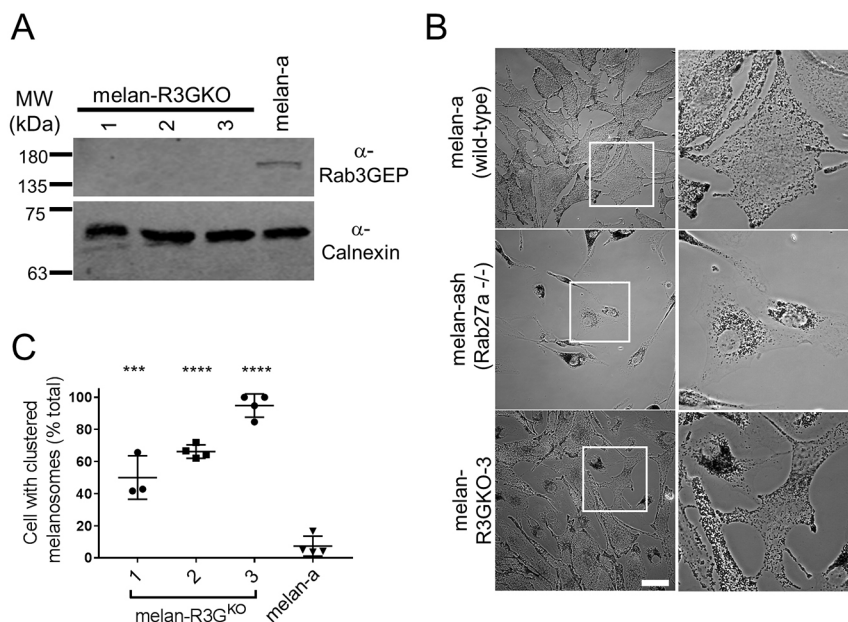 A
MW
(kDa)
melan-R3GKO
melan-a
1
2
3
180
135
75
63
α-
Rab3GEP
α-
Calnexin
B
melan-a
(wild-type)
melan-ash
(Rab27a -/-)
melan-
R3GKO-3
C
*** **** ****
Cell with clustered
melanosomes (% total)
100
80
60
40
20
0
1
2
3
melan-a
melan-R3G^KO